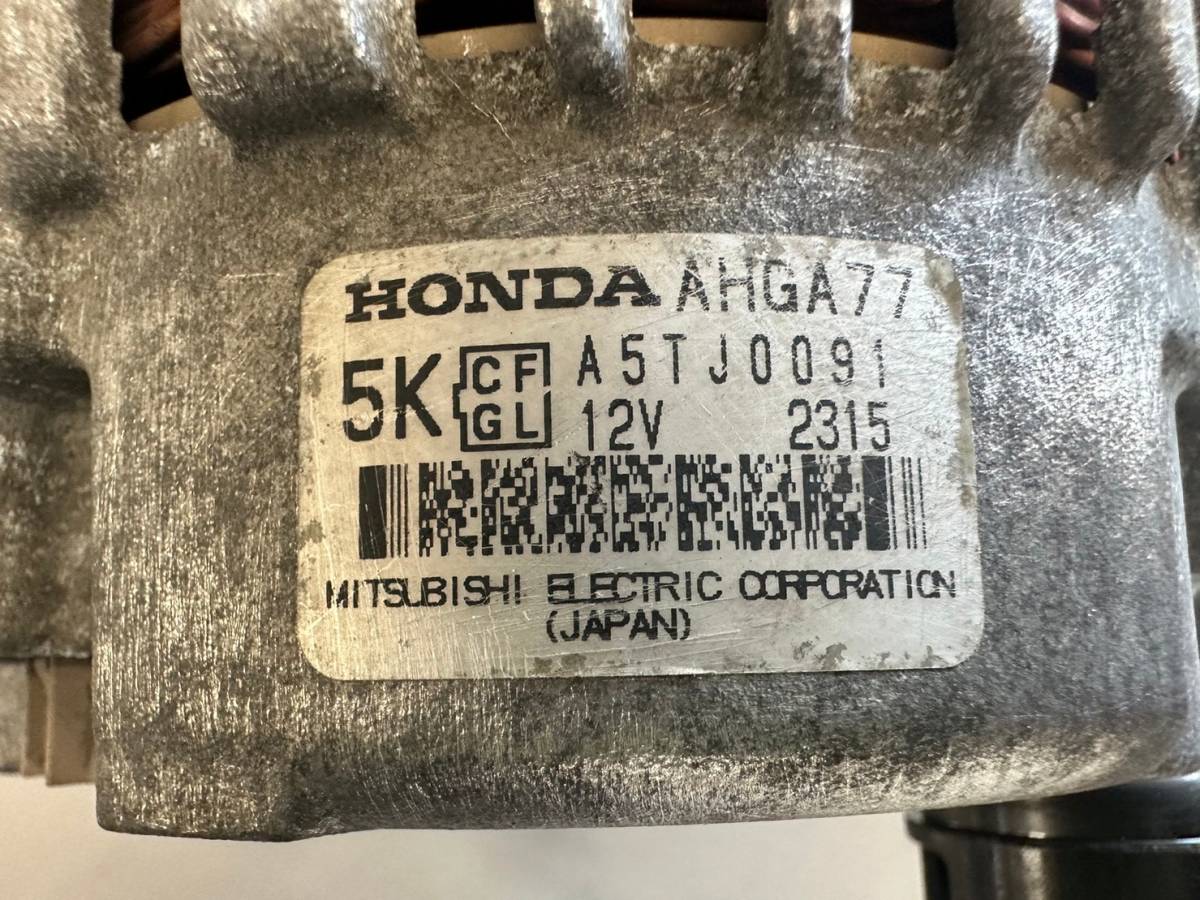 HONDA AHGA77
5K CF A5TJ0091
GL 12V 2315
MITSUBISHI ELECTRIC CORPORATION
(JAPAN)